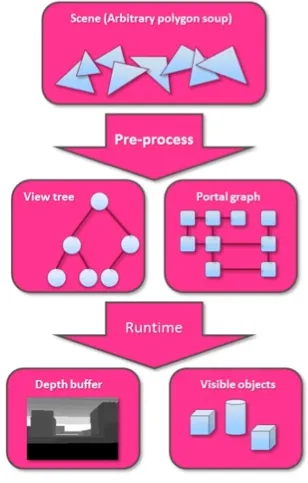 Scene (Arbitrary polygon soup)
Pre-process
View tree
Portal graph
Runtime
Depth buffer
Visible objects